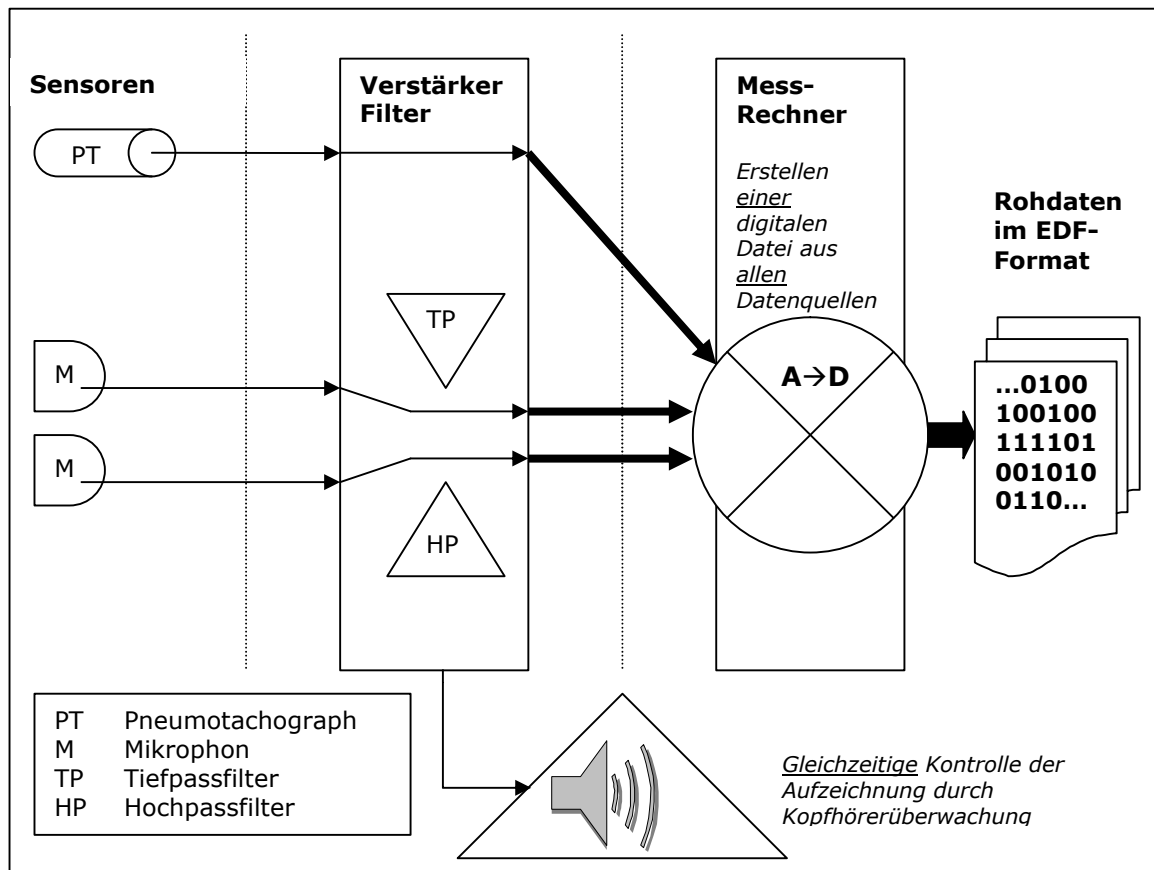 Sensoren
PT
M
M
Verstärker
Filter
TP
HP
Mess-
Rechner
Erstellen
einer
digitalen
Datei aus
allen
Datenquellen
A→D
Rohdaten
im EDF-
Format
...0100
100100
111101
001010
0110...
PT Pneumotachograph
M Mikrophon
TP Tiefpassfilter
HP Hochpassfilter
Gleichzeitige Kontrolle der
Aufzeichnung durch
Kopfhörerüberwachung